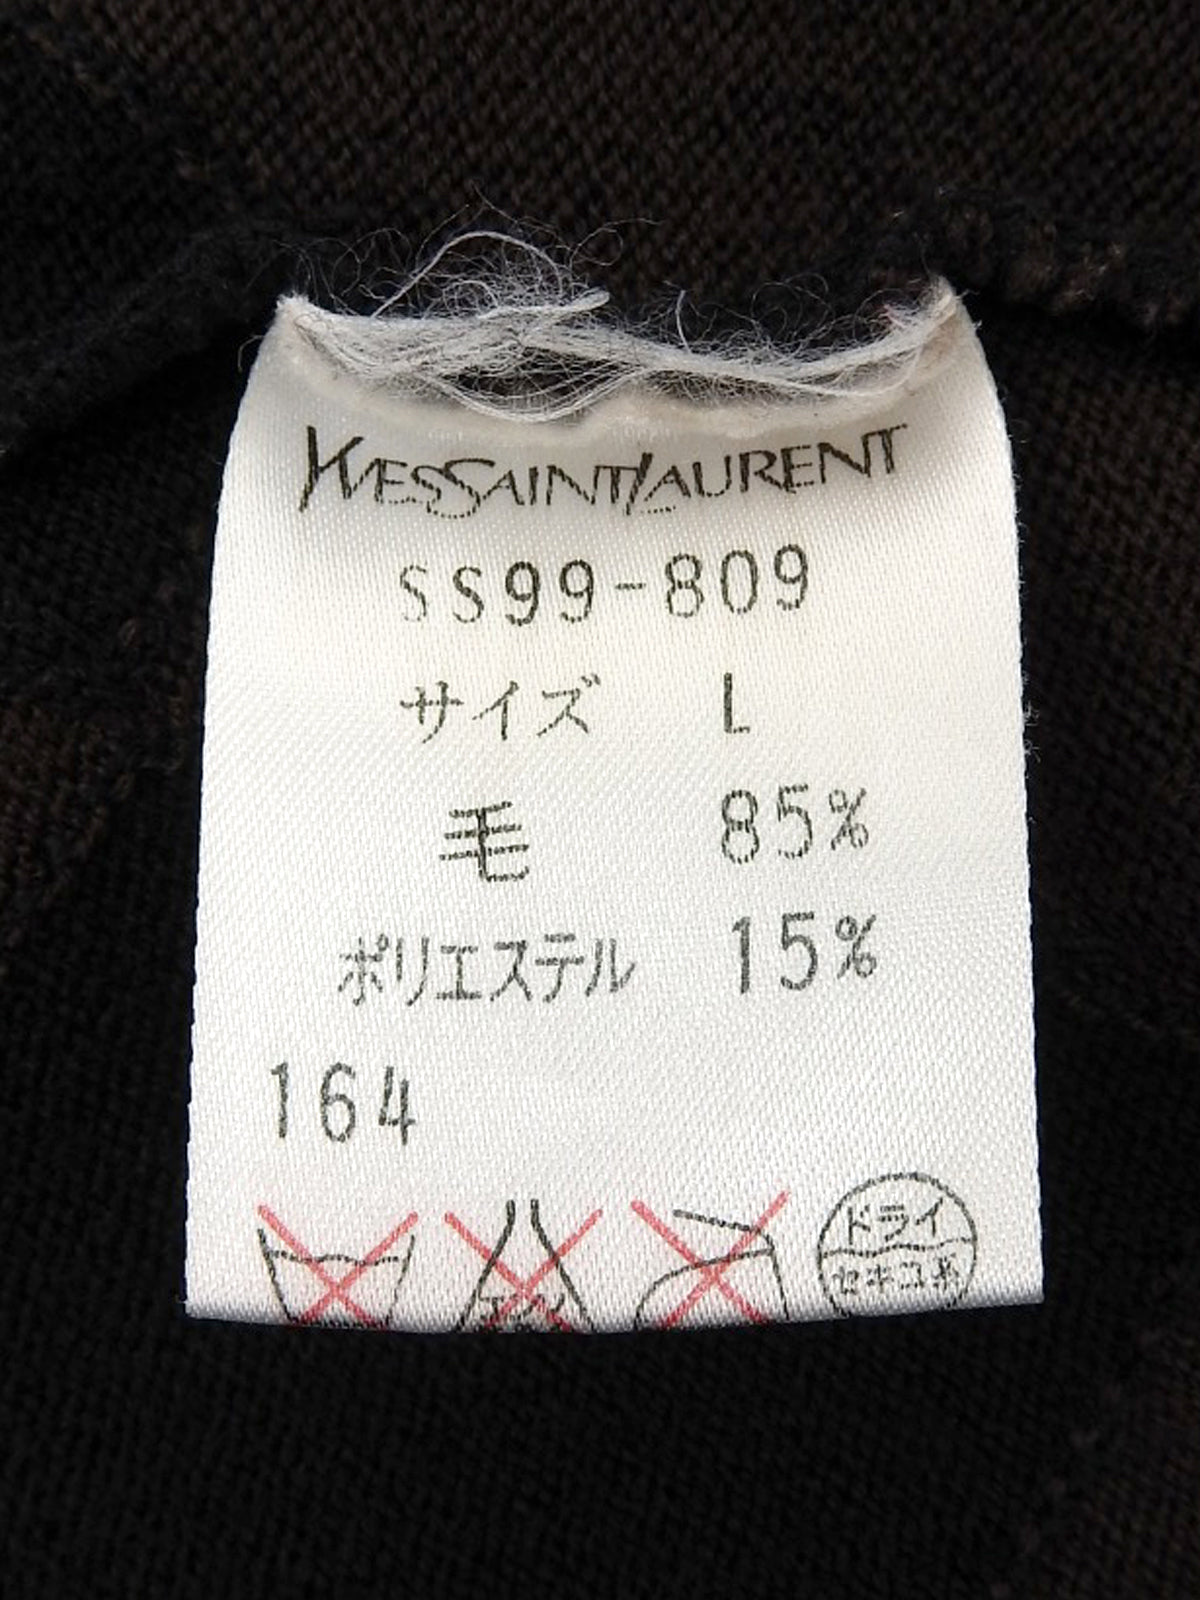 YVESSAINTLAURENT
SS99-809
サイズ L
毛 85%
ポリエステル 15%
164
ドライ
セキユ系